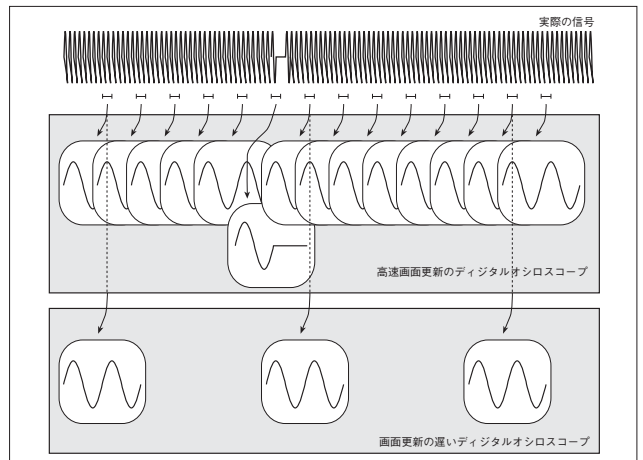 実際の信号
高速画面更新のディジタルオシロスコープ
画面更新の遅いディジタルオシロスコープ